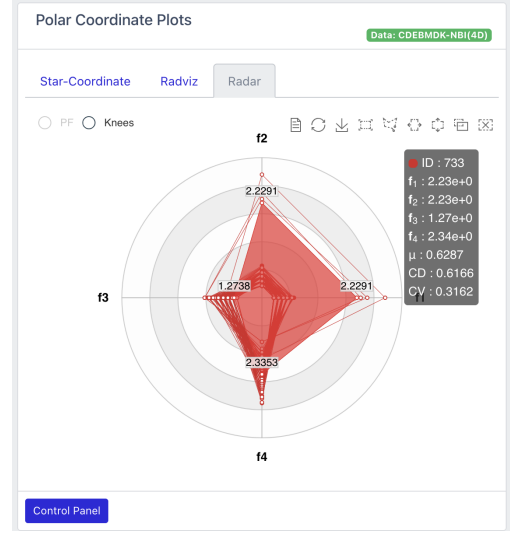 Polar Coordinate Plots
Data: CDEBMDK-NBI(4D)
Star-Coordinate Radviz Radar
PF Knees
f2
ID : 733
f₁ : 2.23e+0
f₂ : 2.23e+0
f₃ : 1.27e+0
f₄ : 2.34e+0
μ : 0.6287
CD : 0.6166
CV : 0.3162
2.2291
1.2738
2.2291
f3
f1
2.3353
f4
Control Panel